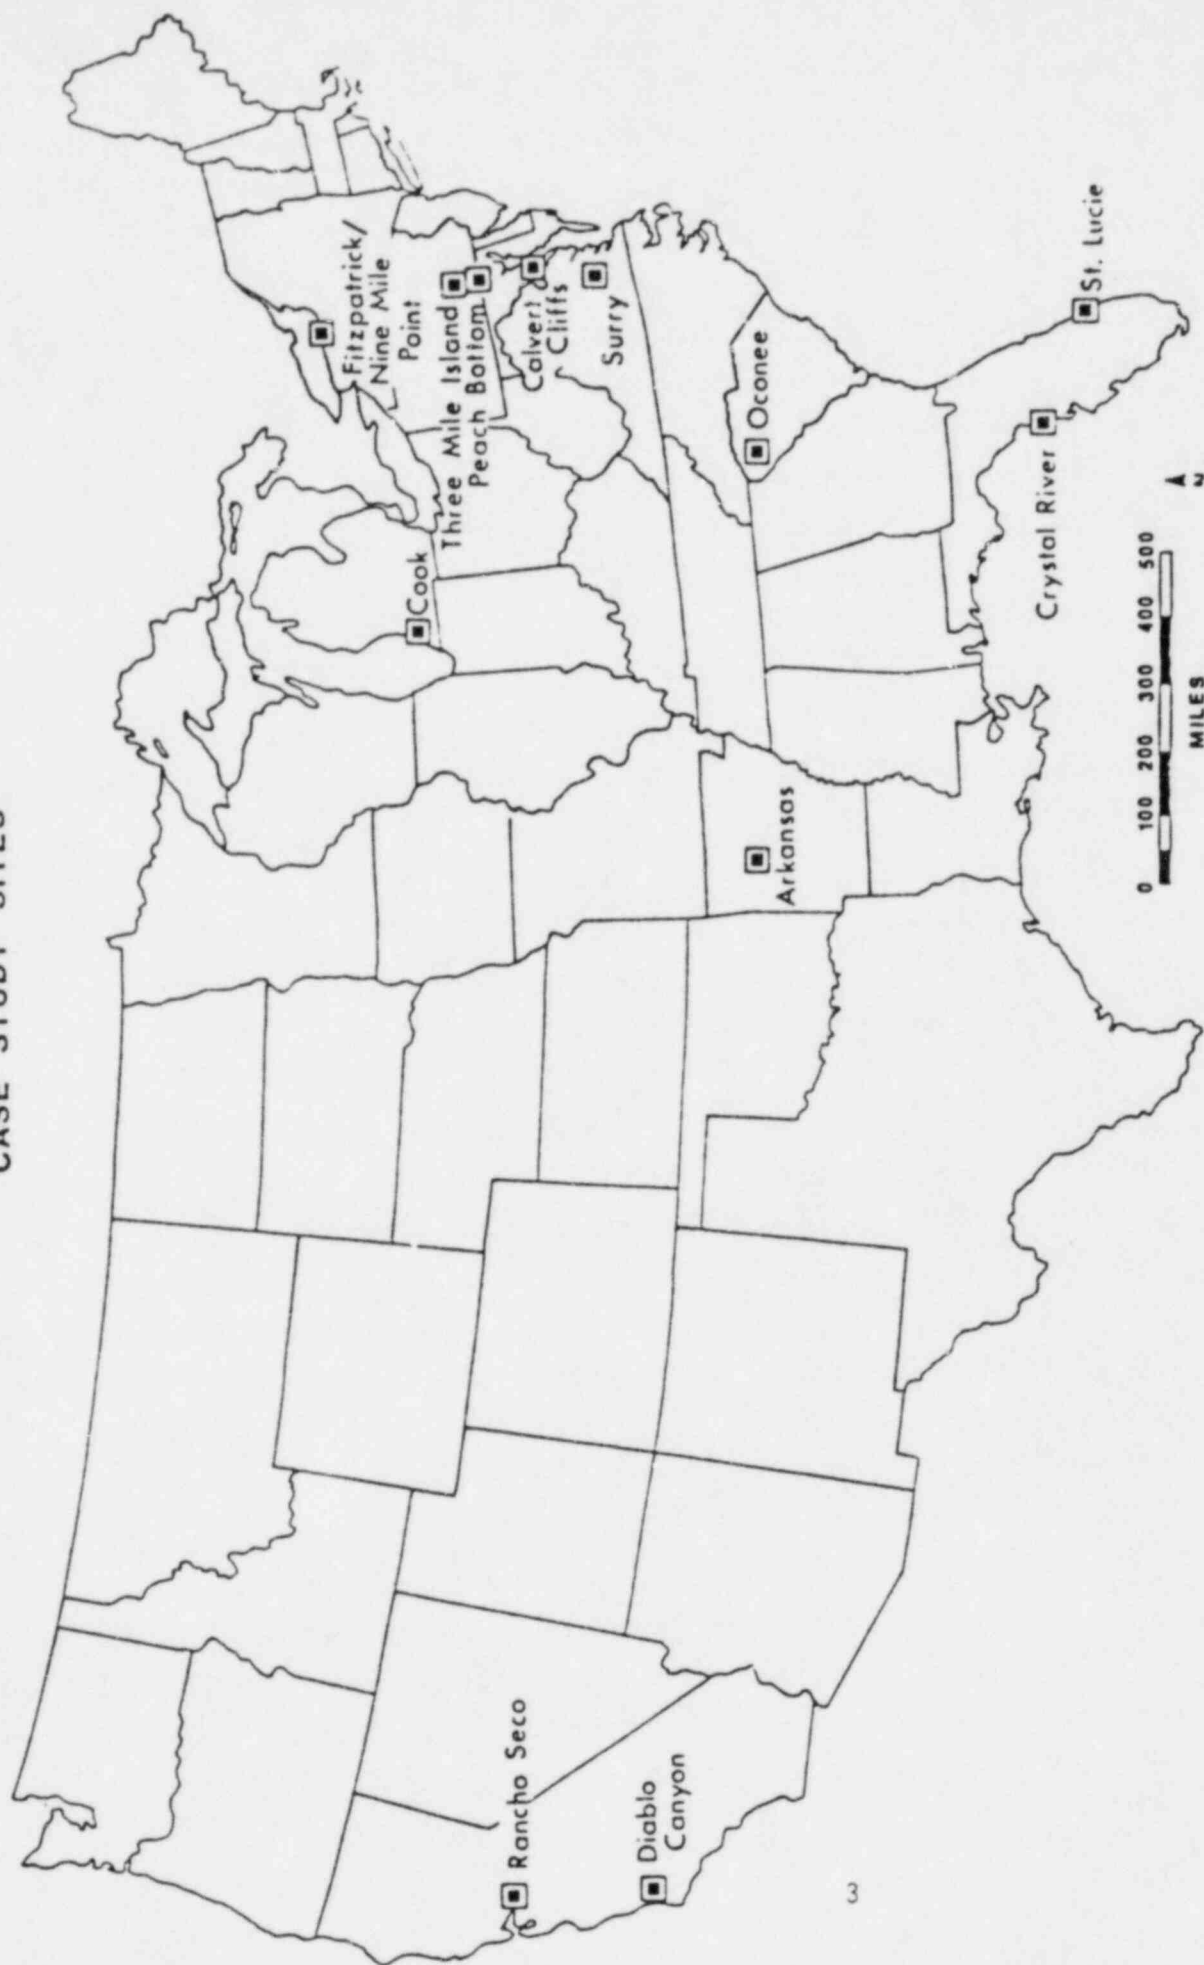 CASE STUDY SITES
Fitzpatrick/
Nine Mile
Point
Cook
Three Mile Island
Peach Bottom
Calvert
Cliffs
Surry
Rancho Seco
Diablo
Canyon
Oconee
Arkansas
St. Lucie
Crystal River
N
0 100 200 300 400 500
MILES
3